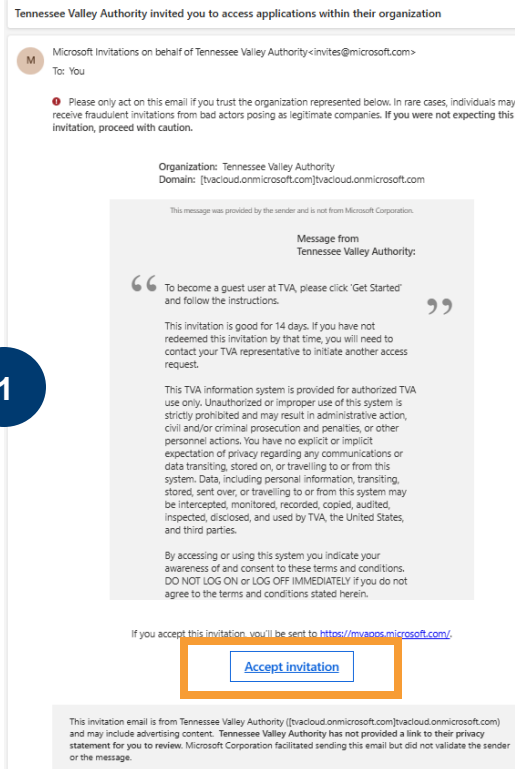 Tennessee Valley Authority invited you to access applications within their organization
M
Microsoft Invitations on behalf of Tennessee Valley Authority<invites@microsoft.com>
To: You
Please only act on this email if you trust the organization represented below. In rare cases, individuals may
receive fraudulent invitations from bad actors posing as legitimate companies. If you were not expecting this
invitation, proceed with caution.
Organization: Tennessee Valley Authority
Domain: [tvacloud.onmicrosoft.com]tvacloud.onmicrosoft.com
This message was provided by the sender and is not from Microsoft Corporation.
Message from
Tennessee Valley Authority:
“
To become a guest user at TVA, please click 'Get Started'
and follow the instructions.
”
This invitation is good for 14 days. If you have not
redeemed this invitation by that time, you will need to
contact your TVA representative to initiate another access
request.
1
This TVA information system is provided for authorized TVA
use only. Unauthorized or improper use of this system is
strictly prohibited and may result in administrative action,
civil and/or criminal prosecution and penalties, or other
personnel actions. You have no explicit or implicit
expectation of privacy regarding any communications or
data transiting, stored on, or travelling to or from this
system. Data, including personal information, transiting,
stored, sent over, or travelling to or from this system may
be intercepted, monitored, recorded, copied, audited,
inspected, disclosed, and used by TVA, the United States,
and third parties.
By accessing or using this system you indicate your
awareness of and consent to these terms and conditions.
DO NOT LOG ON or LOG OFF IMMEDIATELY if you do not
agree to the terms and conditions stated herein.
If you accept this invitation, you'll be sent to https://myapps.microsoft.com/.
Accept invitation
This invitation email is from Tennessee Valley Authority ([tvacloud.onmicrosoft.com]tvacloud.onmicrosoft.com)
and may include advertising content. Tennessee Valley Authority has not provided a link to their privacy
statement for you to review. Microsoft Corporation facilitated sending this email but did not validate the sender
or the message.